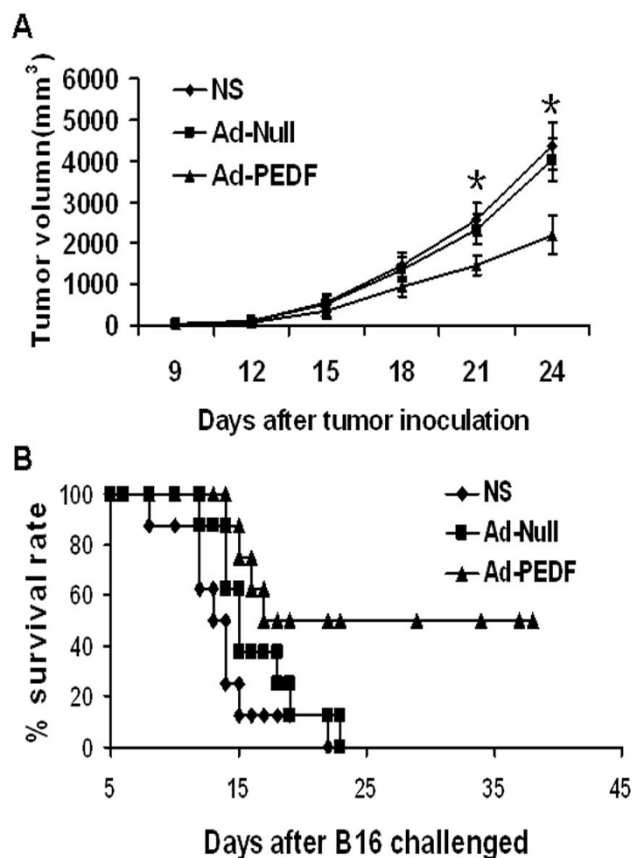 A
Tumor volumn(mm³)
6000
5000
4000
3000
2000
1000
0
NS
Ad-Null
Ad-PEDF
*
*
9 12 15 18 21 24
Days after tumor inoculation
B
% survival rate
100
80
60
40
20
0
NS
Ad-Null
Ad-PEDF
5 15 25 35 45
Days after B16 challenged